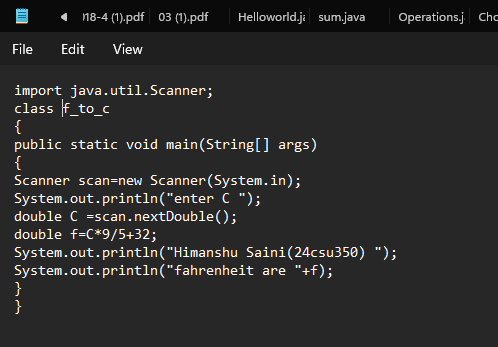 J18-4 (1).pdf 03 (1).pdf Helloworld.ja sum.java Operations.j Cho
File Edit View
import java.util.Scanner;
class f_to_c
{
public static void main(String[] args)
{
Scanner scan=new Scanner(System.in);
System.out.println("enter C ");
double C =scan.nextDouble();
double f=C*9/5+32;
System.out.println("Himanshu Saini(24csu350) ");
System.out.println("fahrenheit are "+f);
}
}